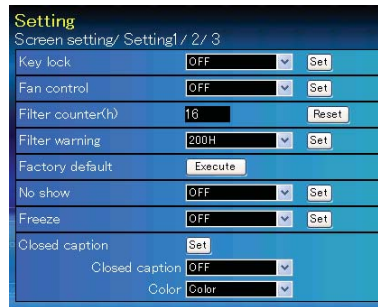 Setting
Screen setting/ Setting1/ 2/ 3
Key lock OFF Set
Fan control OFF Set
Filter counter(h) 16 Reset
Filter warning 200H Set
Factory default Execute
No show OFF Set
Freeze OFF Set
Closed caption Set
Closed caption OFF
Color Color